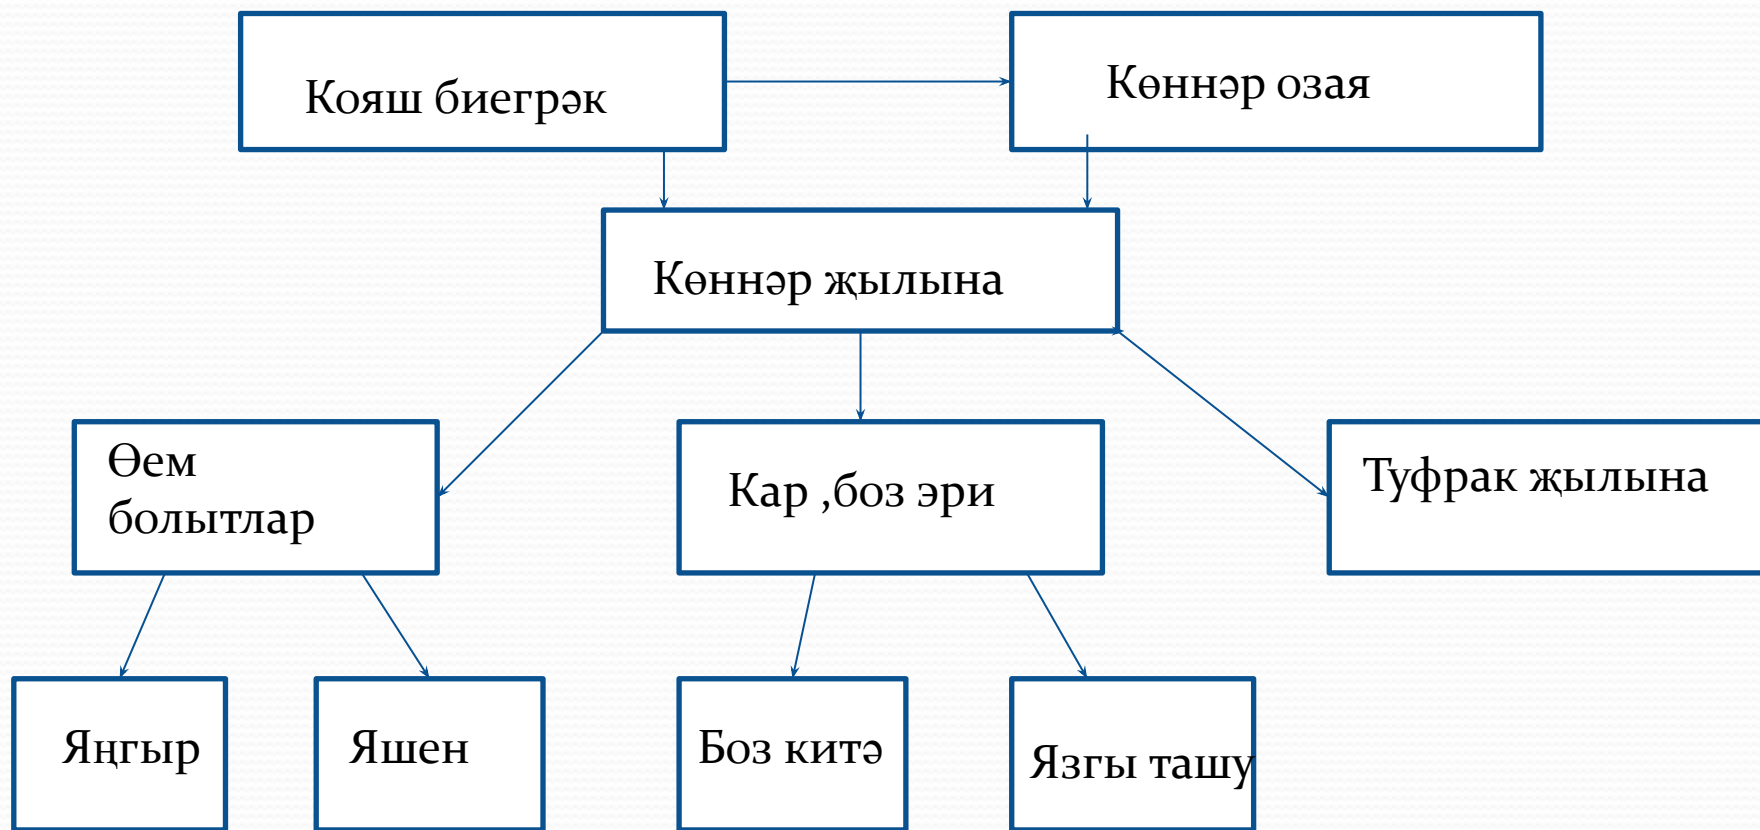 Кояш биегрәк
Көннәр озая
Көннәр җылына
Өем
болытлар
Кар ,боз эри
Туфрак җылына
Яңгыр
Яшен
Боз китә
Язгы ташу